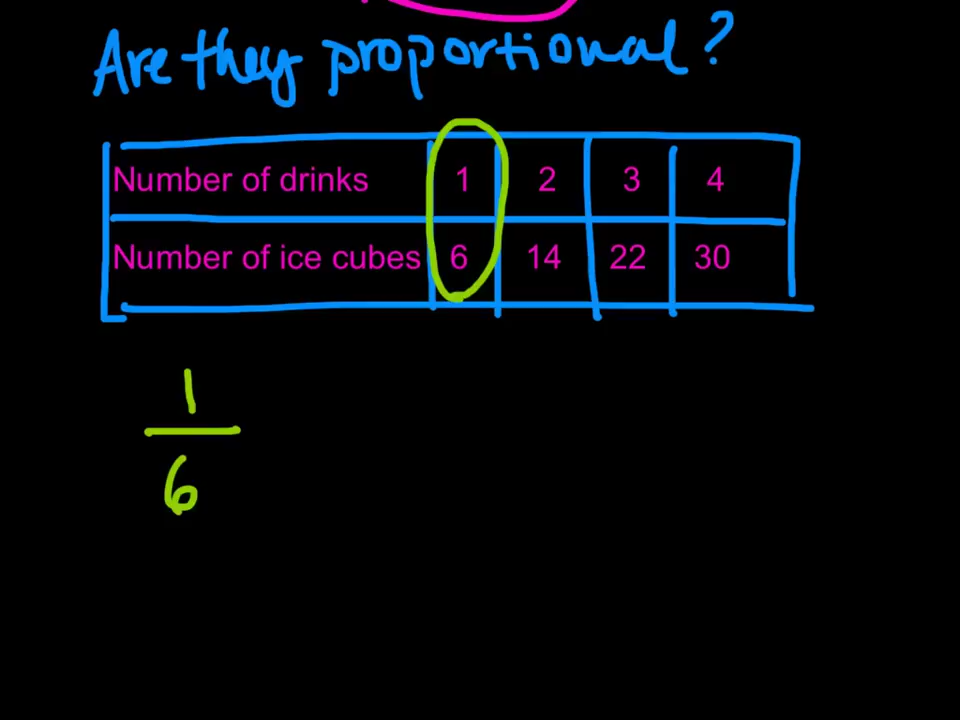 Are they proportional?
Number of drinks 1 2 3 4
Number of ice cubes 6 14 22 30
1
6